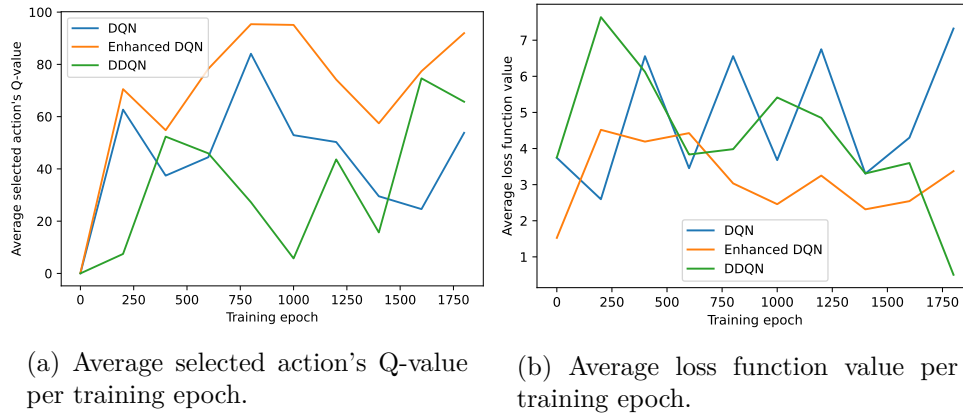 100
80
60
40
20
0
Average selected action's Q-value
DQN
Enhanced DQN
DDQN
0 250 500 750 1000 1250 1500 1750
Training epoch
(a) Average selected action's Q-value
per training epoch.
7
6
5
4
3
2
1
Average loss function value
DQN
Enhanced DQN
DDQN
0 250 500 750 1000 1250 1500 1750
Training epoch
(b) Average loss function value per
training epoch.